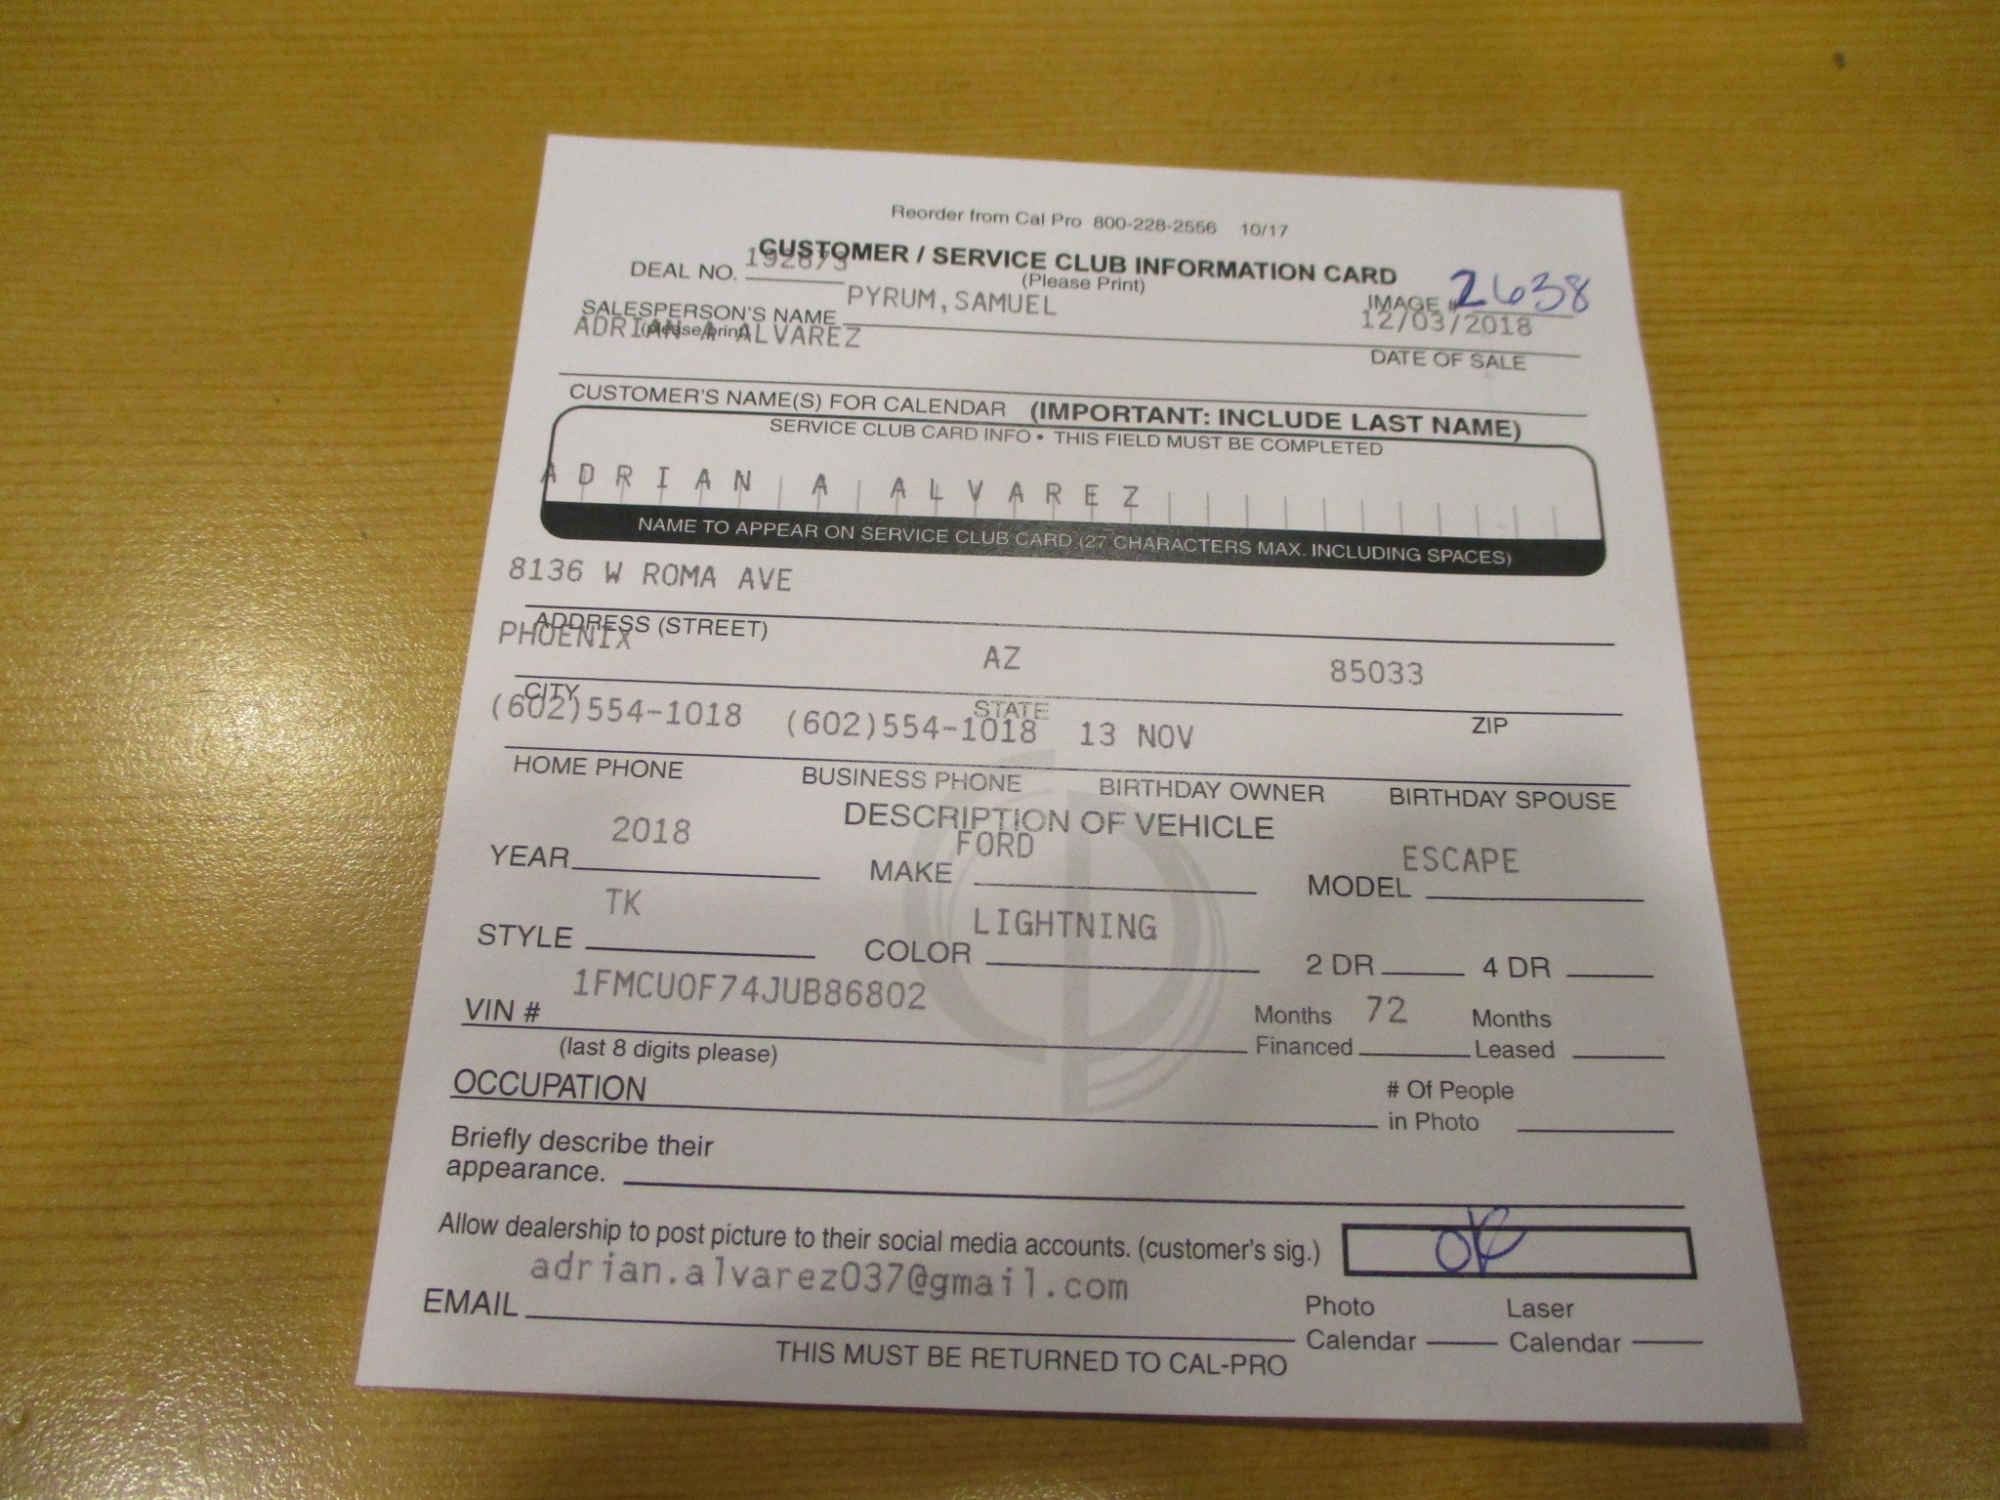 Reorder from Cal Pro 800-228-2556 10/17
CUSTOMER / SERVICE CLUB INFORMATION CARD
(Please Print)
DEAL NO. 192873
IMAGE # 2638
SALESPERSON'S NAME PYRUM,SAMUEL 12/03/2018
(please print)
ADRIAN A ALVAREZ
DATE OF SALE
CUSTOMER'S NAME(S) FOR CALENDAR (IMPORTANT: INCLUDE LAST NAME)
SERVICE CLUB CARD INFO • THIS FIELD MUST BE COMPLETED
ADRIAN A ALVAREZ
NAME TO APPEAR ON SERVICE CLUB CARD (27 CHARACTERS MAX. INCLUDING SPACES)
8136 W ROMA AVE
ADDRESS (STREET)
PHOENIX AZ 85033
CITY STATE ZIP
(602)554-1018 (602)554-1018 13 NOV
HOME PHONE BUSINESS PHONE BIRTHDAY OWNER BIRTHDAY SPOUSE
DESCRIPTION OF VEHICLE
YEAR 2018 MAKE FORD MODEL ESCAPE
STYLE TK COLOR LIGHTNING 2 DR 4 DR
VIN # 1FMCU0F74JUB86802 Months Financed 72 Months Leased
(last 8 digits please)
OCCUPATION # Of People in Photo
Briefly describe their
appearance.
Allow dealership to post picture to their social media accounts. (customer's sig.) OK
EMAIL adrian.alvarez037@gmail.com Photo Calendar Laser Calendar
THIS MUST BE RETURNED TO CAL-PRO